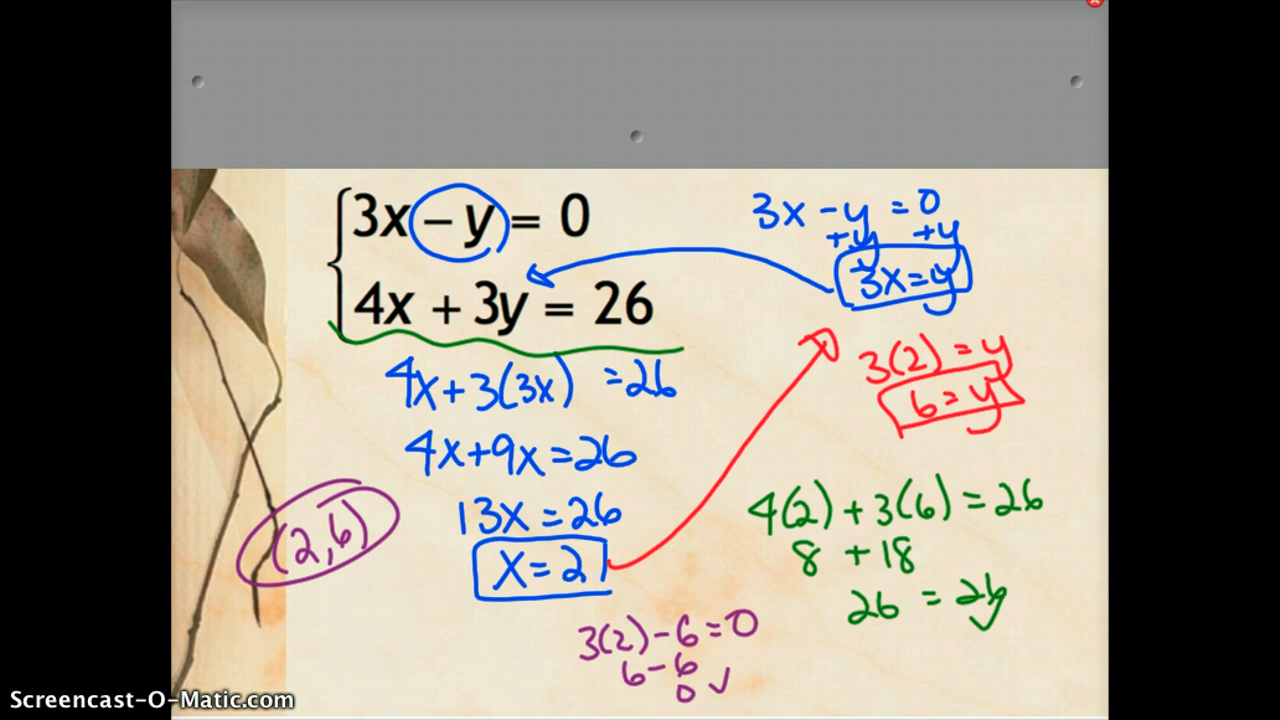 3x – y = 0
4x + 3y = 26
3x - y = 0
+y +y
3x = y
4x + 3(3x) = 26
4x + 9x = 26
13x = 26
x = 2
3(2) = y
6 = y
4(2) + 3(6) = 26
8 + 18
26 = 26 ✓
(2,6)
3(2) - 6 = 0
6 - 6
0 ✓
Screencast-O-Matic.com